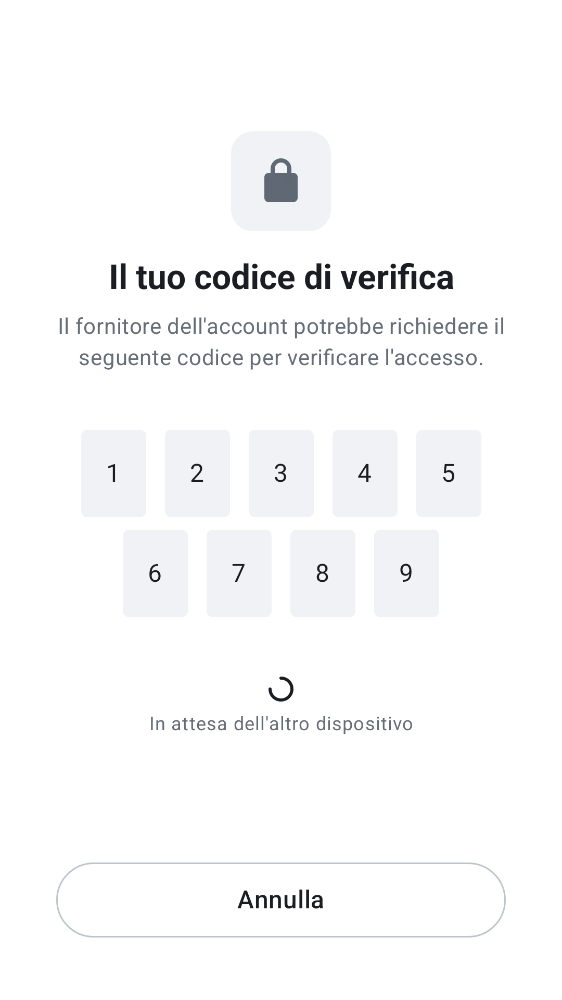 Il tuo codice di verifica
Il fornitore dell'account potrebbe richiedere il
seguente codice per verificare l'accesso.
1 2 3 4 5
6 7 8 9
In attesa dell'altro dispositivo
Annulla